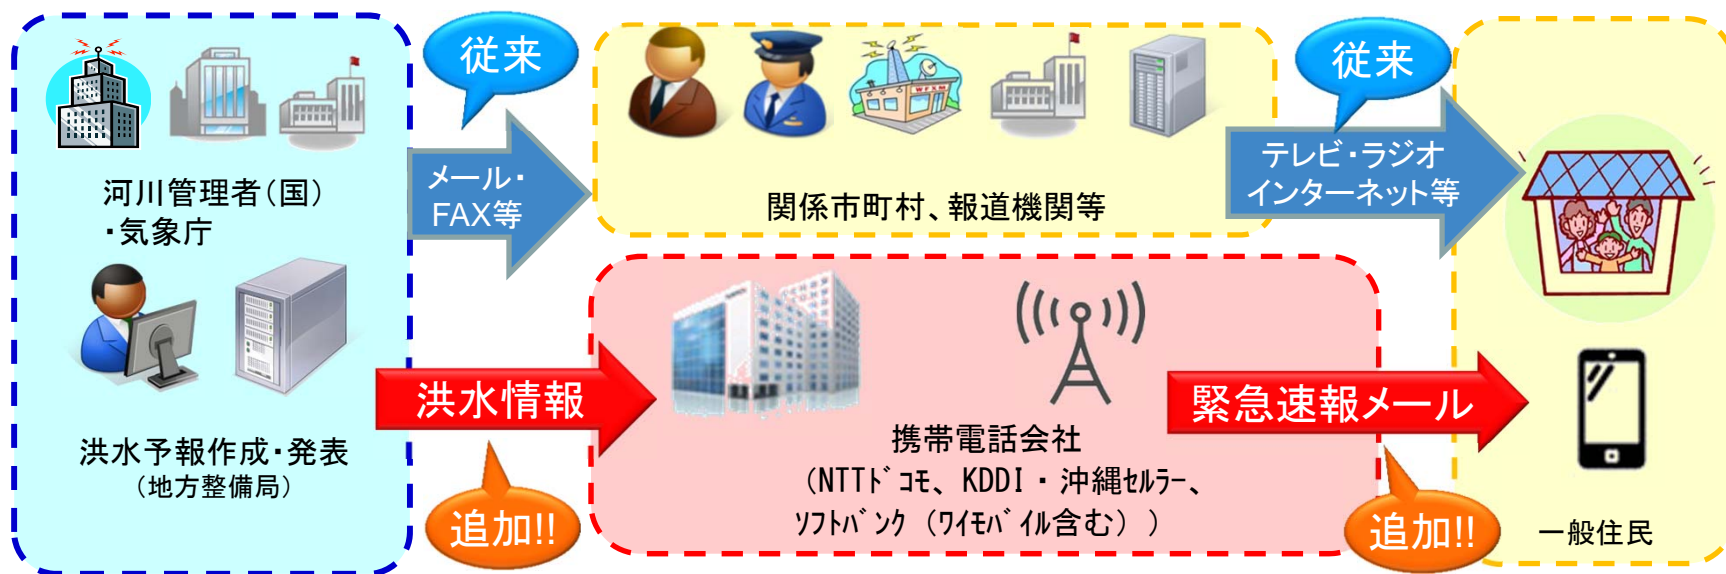 河川管理者（国）
・気象庁
洪水予報作成・発表
（地方整備局）
従来
メール・
FAX等
WFXM
関係市町村、報道機関等
従来
テレビ・ラジオ
インターネット等
洪水情報
追加!!
携帯電話会社
（NTTﾄﾞｺﾓ、KDDI・沖縄ｾﾙﾗｰ、
ｿﾌﾄﾊﾞﾝｸ（ﾜｲﾓﾊﾞｲﾙ含む））
緊急速報メール
追加!!
一般住民